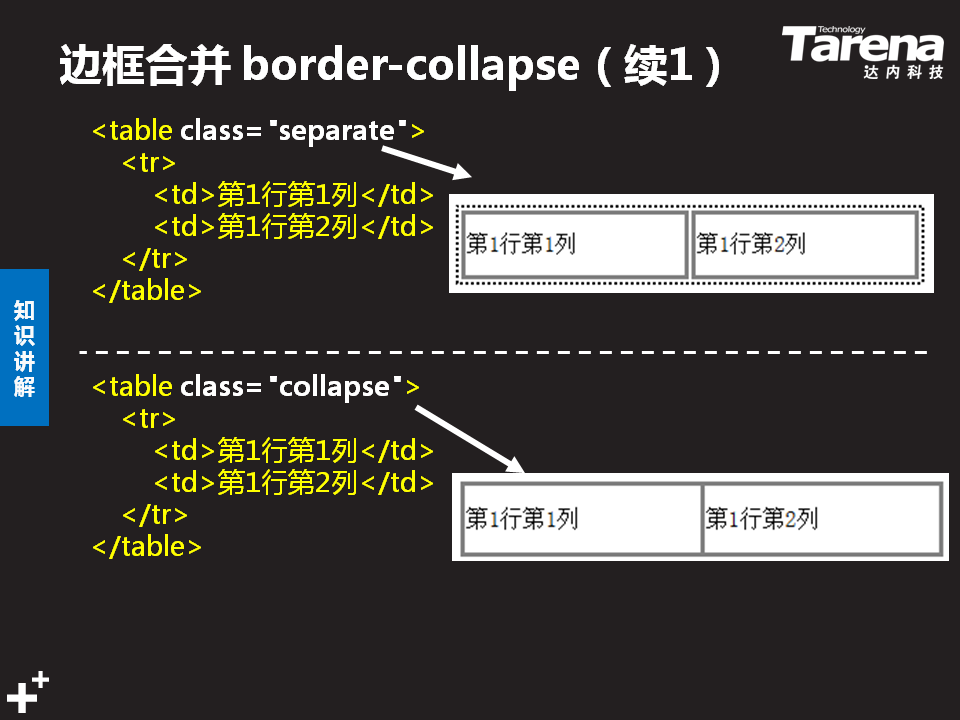 边框合并 border-collapse（续1）
Technology
Tarena
达内科技
<table class="separate">
<tr>
<td>第1行第1列</td>
<td>第1行第2列</td>
</tr>
</table>
第1行第1列
第1行第2列
知识讲解
<table class="collapse">
<tr>
<td>第1行第1列</td>
<td>第1行第2列</td>
</tr>
</table>
第1行第1列
第1行第2列